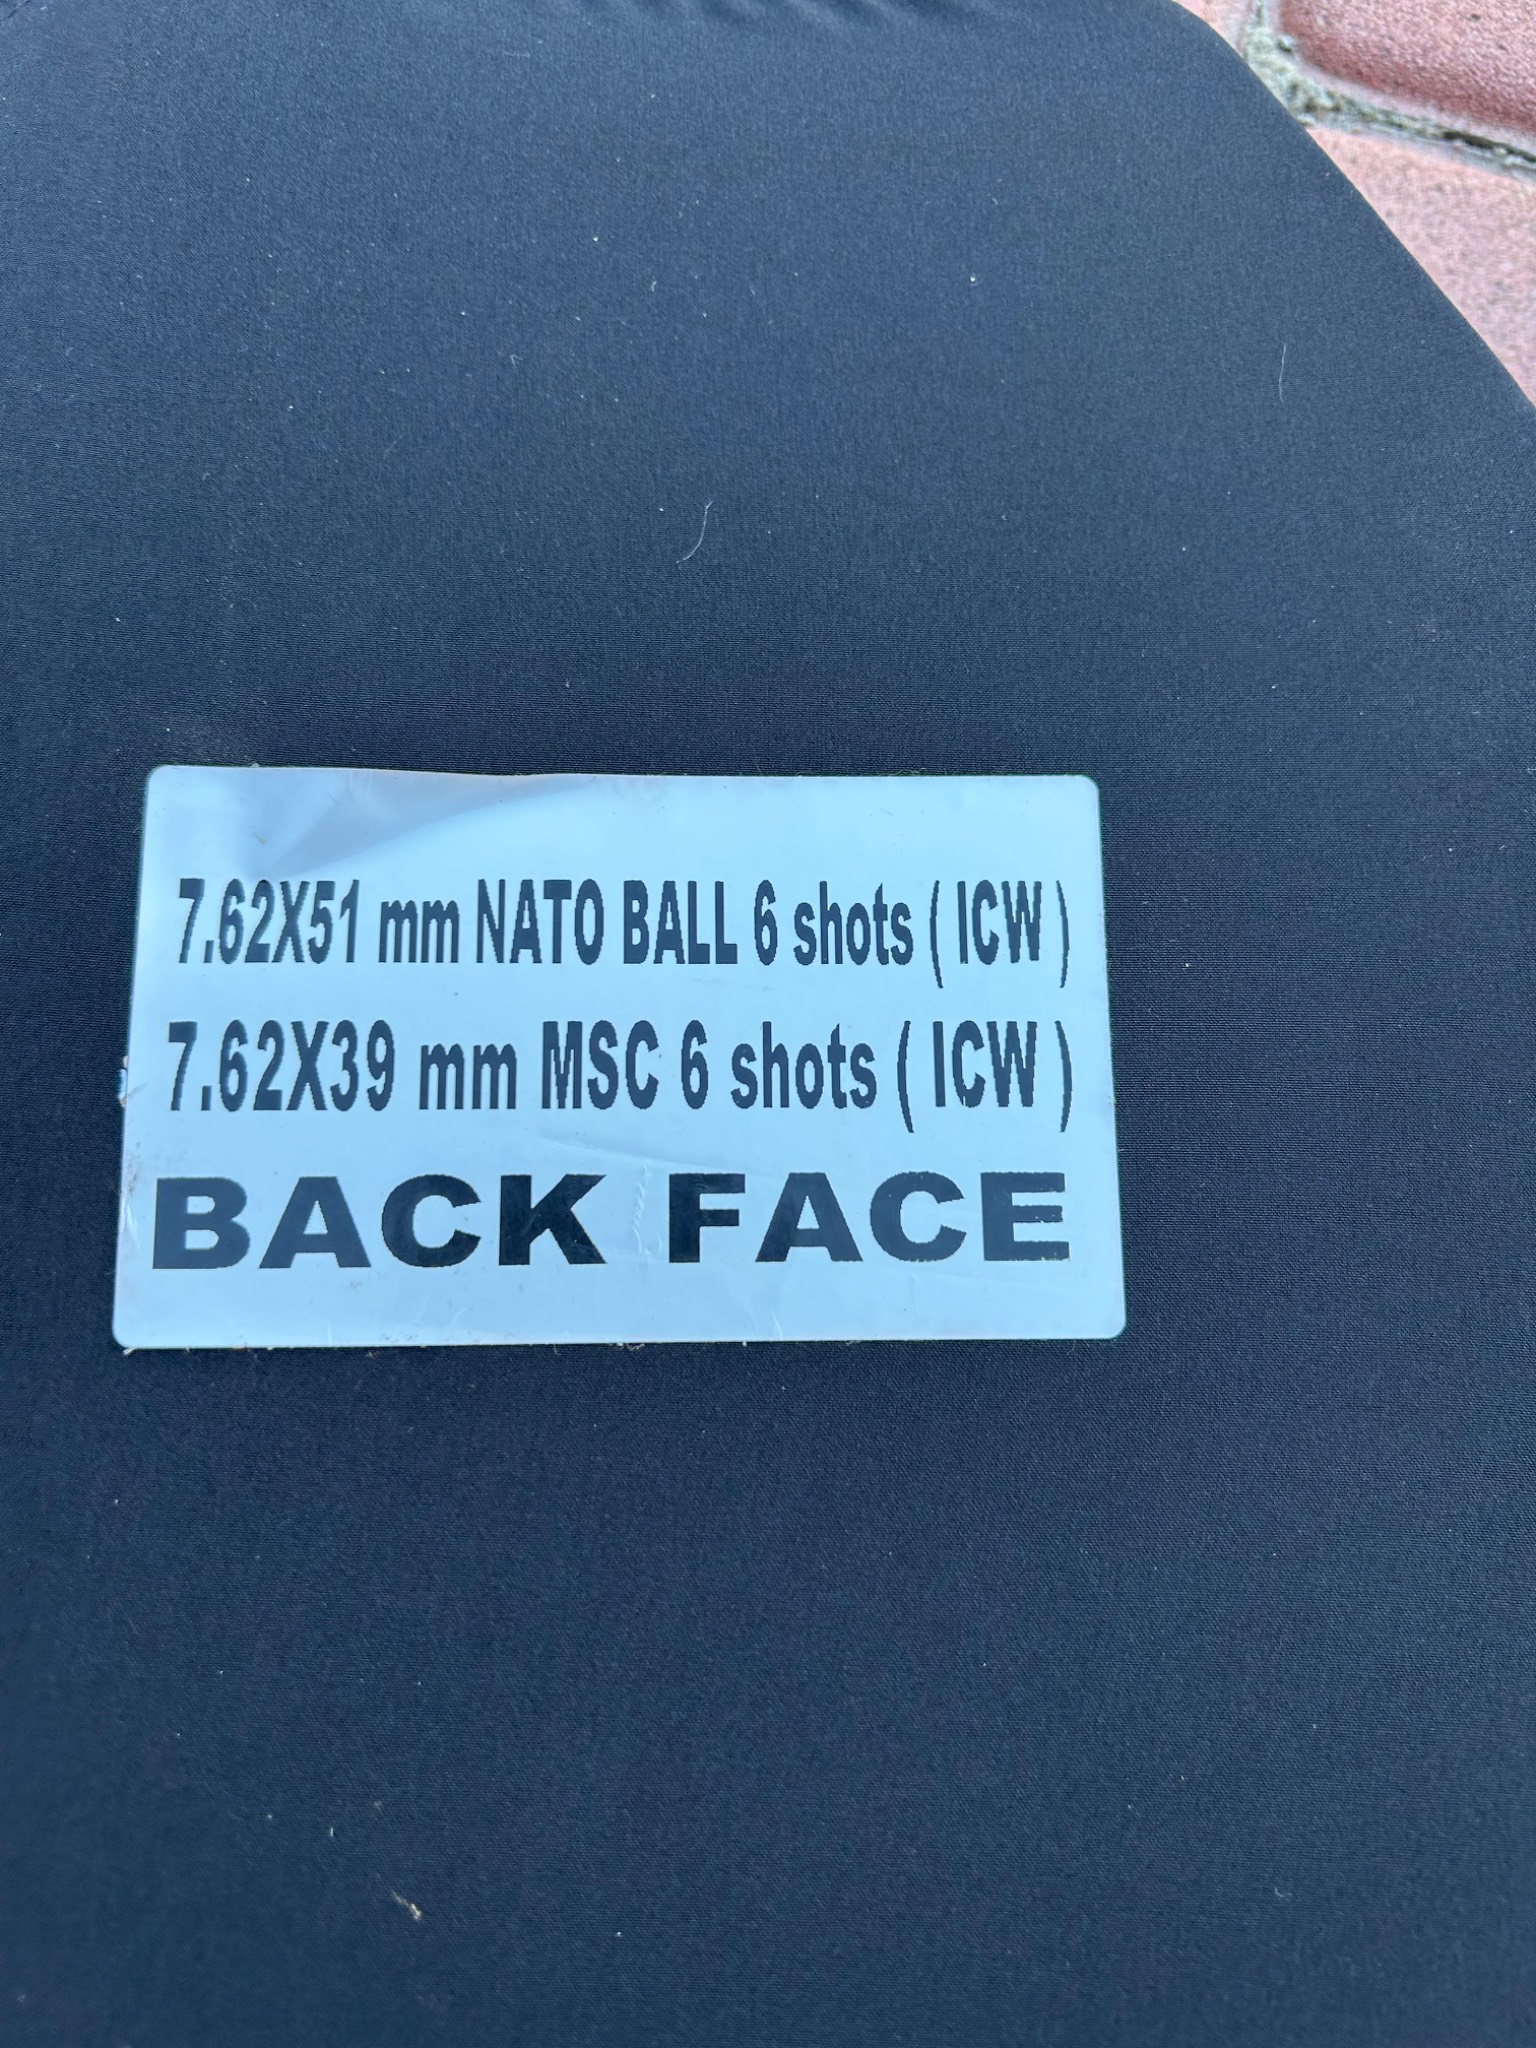 7.62X51 mm NATO BALL 6 shots ( ICW )
7.62X39 mm MSC 6 shots ( ICW )
BACK FACE